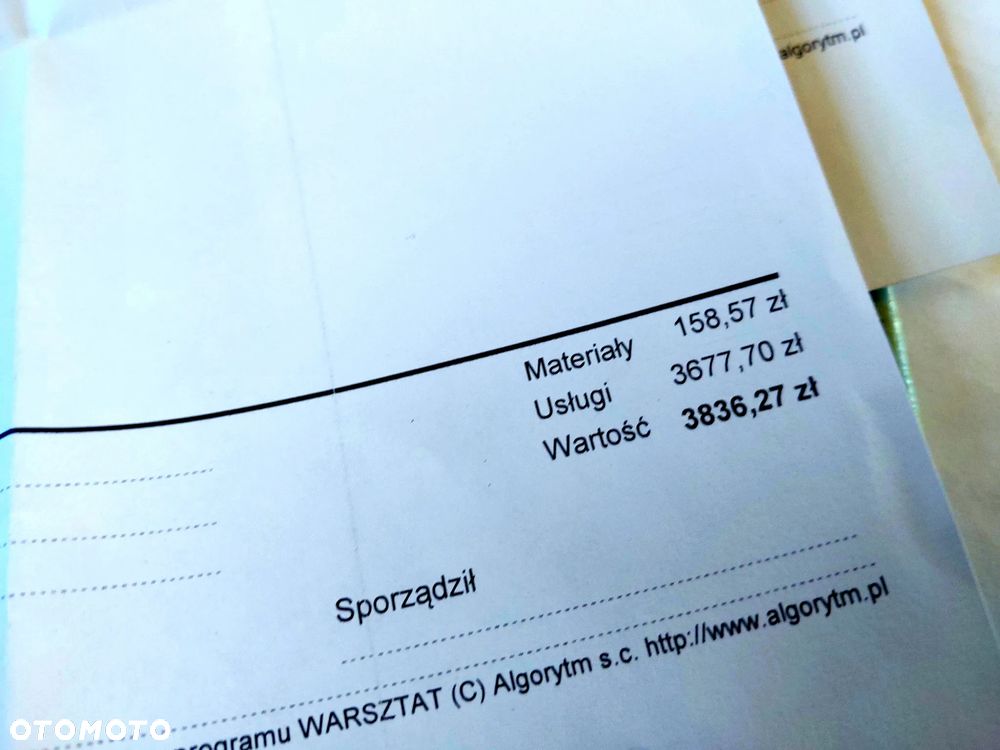 algorytm.pl
Materiały 158,57 zł
Usługi 3677,70 zł
Wartość 3836,27 zł
Sporządził
programu WARSZTAT (C) Algorytm s.c. http://www.algorytm.pl
OTOMOTO